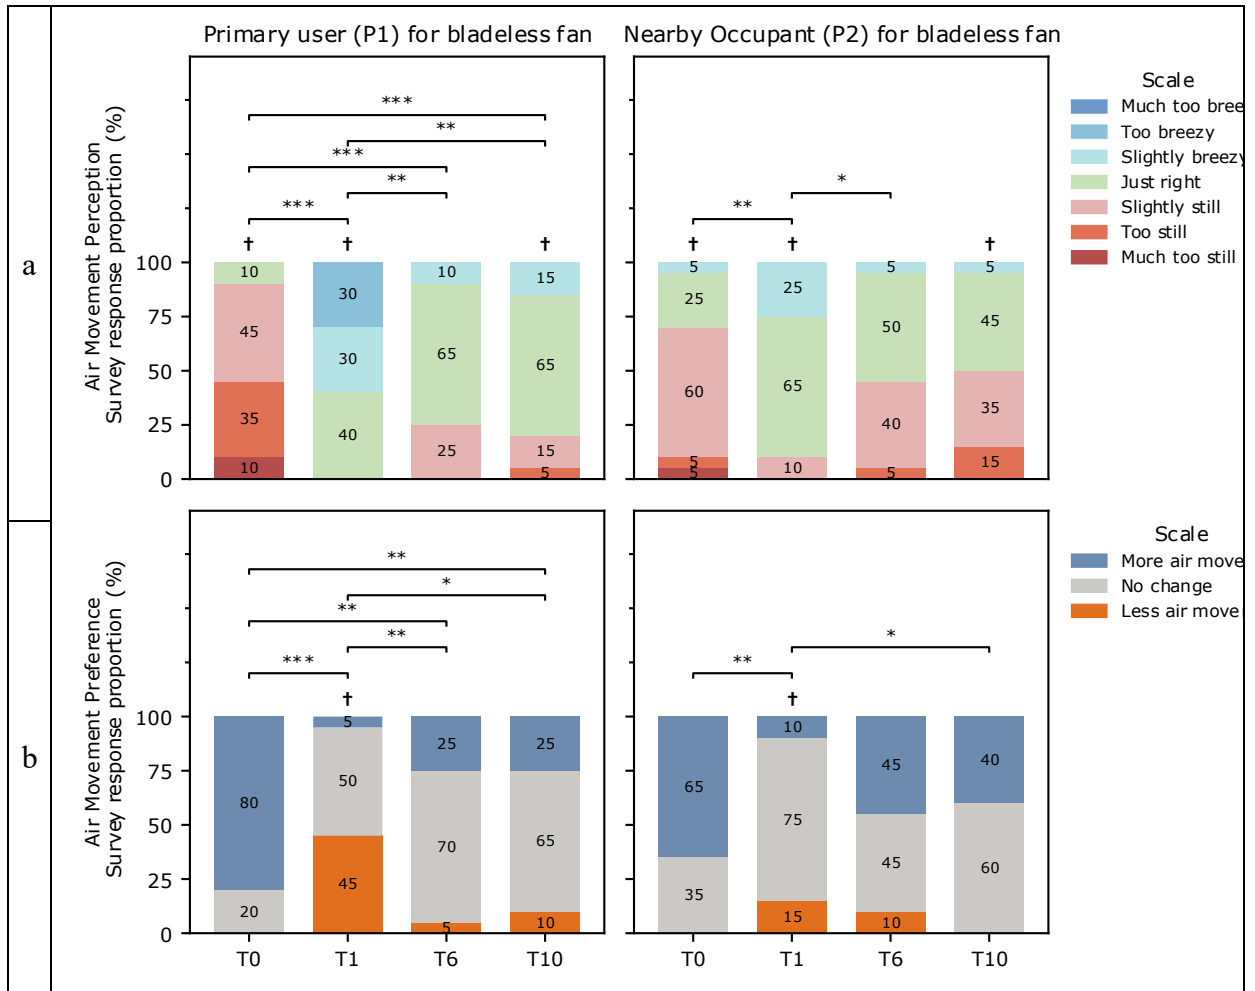 Primary user (P1) for bladeless fan
Nearby Occupant (P2) for bladeless fan
a
Air Movement Perception
Survey response proportion (%)
100
75
50
25
0
***
**
***
**
***
† † †
10 45 35 10
30 30 40
10 65 25
15 65 15 5
*
**
† † †
5 25 60 5 5
25 65 10
5 50 40 5
5 45 35 15
Scale
Much too bree
Too breezy
Slightly breezy
Just right
Slightly still
Too still
Much too still
b
Air Movement Preference
Survey response proportion (%)
100
75
50
25
0
**
*
**
**
***
†
80 20
5 50 45
25 70 5
25 65 10
T0 T1 T6 T10
*
**
†
65 35
10 75 15
45 45 10
40 60
T0 T1 T6 T10
Scale
More air move
No change
Less air move